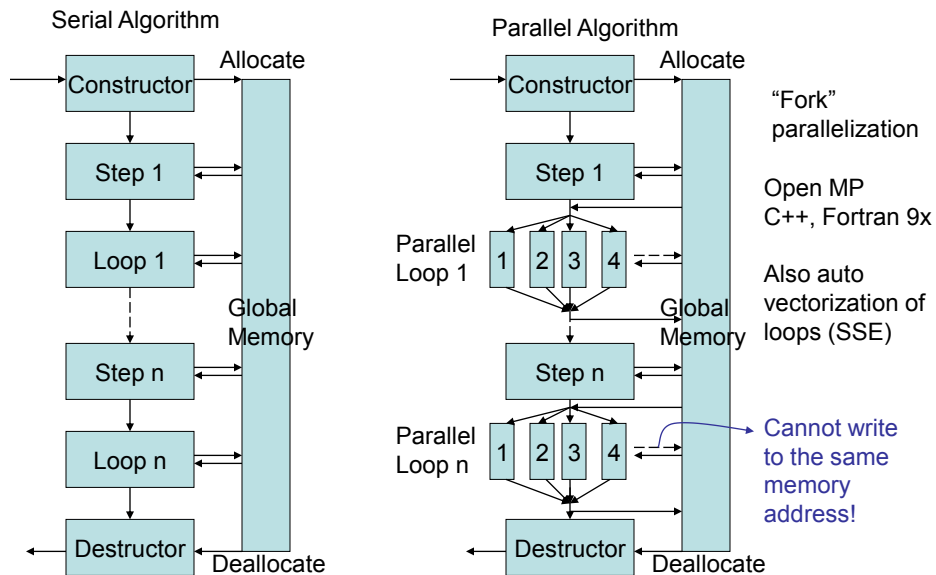 Serial Algorithm
Allocate
Constructor
Step 1
Loop 1
Global
Memory
Step n
Loop n
Destructor
Deallocate
Parallel Algorithm
Allocate
Constructor
Step 1
Parallel
Loop 1
1 2 3 4
Global
Memory
Step n
Parallel
Loop n
1 2 3 4
Destructor
Deallocate
“Fork”
parallelization
Open MP
C++, Fortran 9x
Also auto
vectorization of
loops (SSE)
Cannot write
to the same
memory
address!